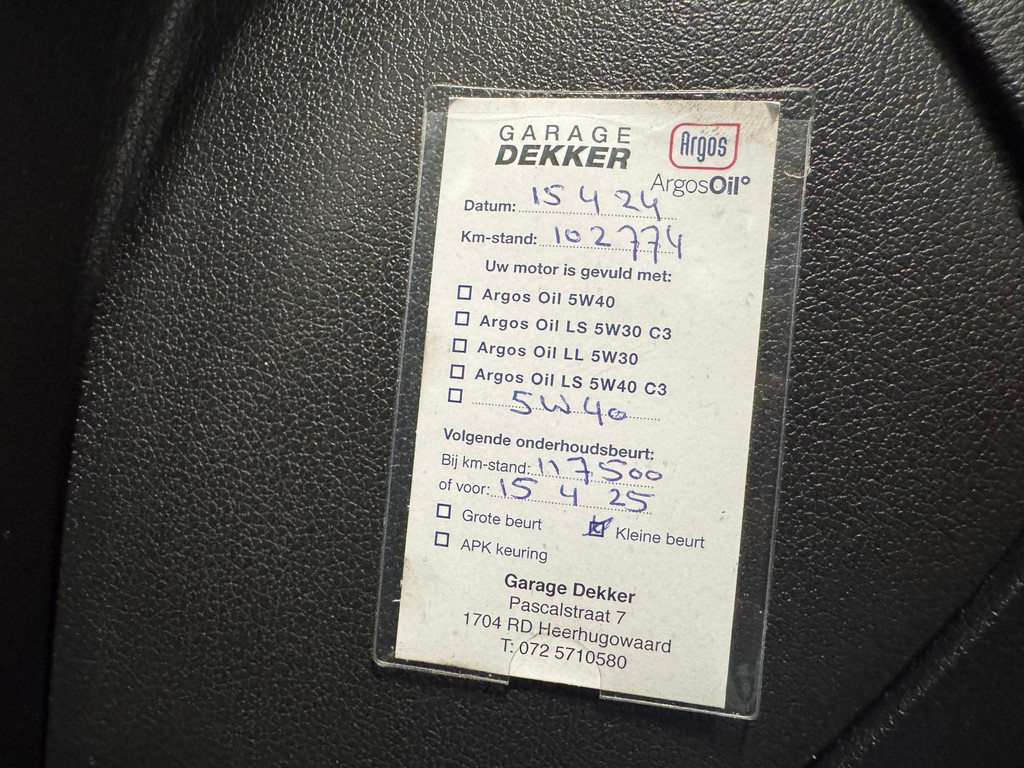 GARAGE
DEKKER
Argos
ArgosOil°
Datum: 15 4 24
Km-stand: 102774
Uw motor is gevuld met:
☐ Argos Oil 5W40
☐ Argos Oil LS 5W30 C3
☐ Argos Oil LL 5W30
☐ Argos Oil LS 5W40 C3
☐ 5W40
Volgende onderhoudsbeurt:
Bij km-stand: 117500
of voor: 15 4 25
☐ Grote beurt ☑ Kleine beurt
☐ APK keuring
Garage Dekker
Pascalstraat 7
1704 RD Heerhugowaard
T: 072 5710580